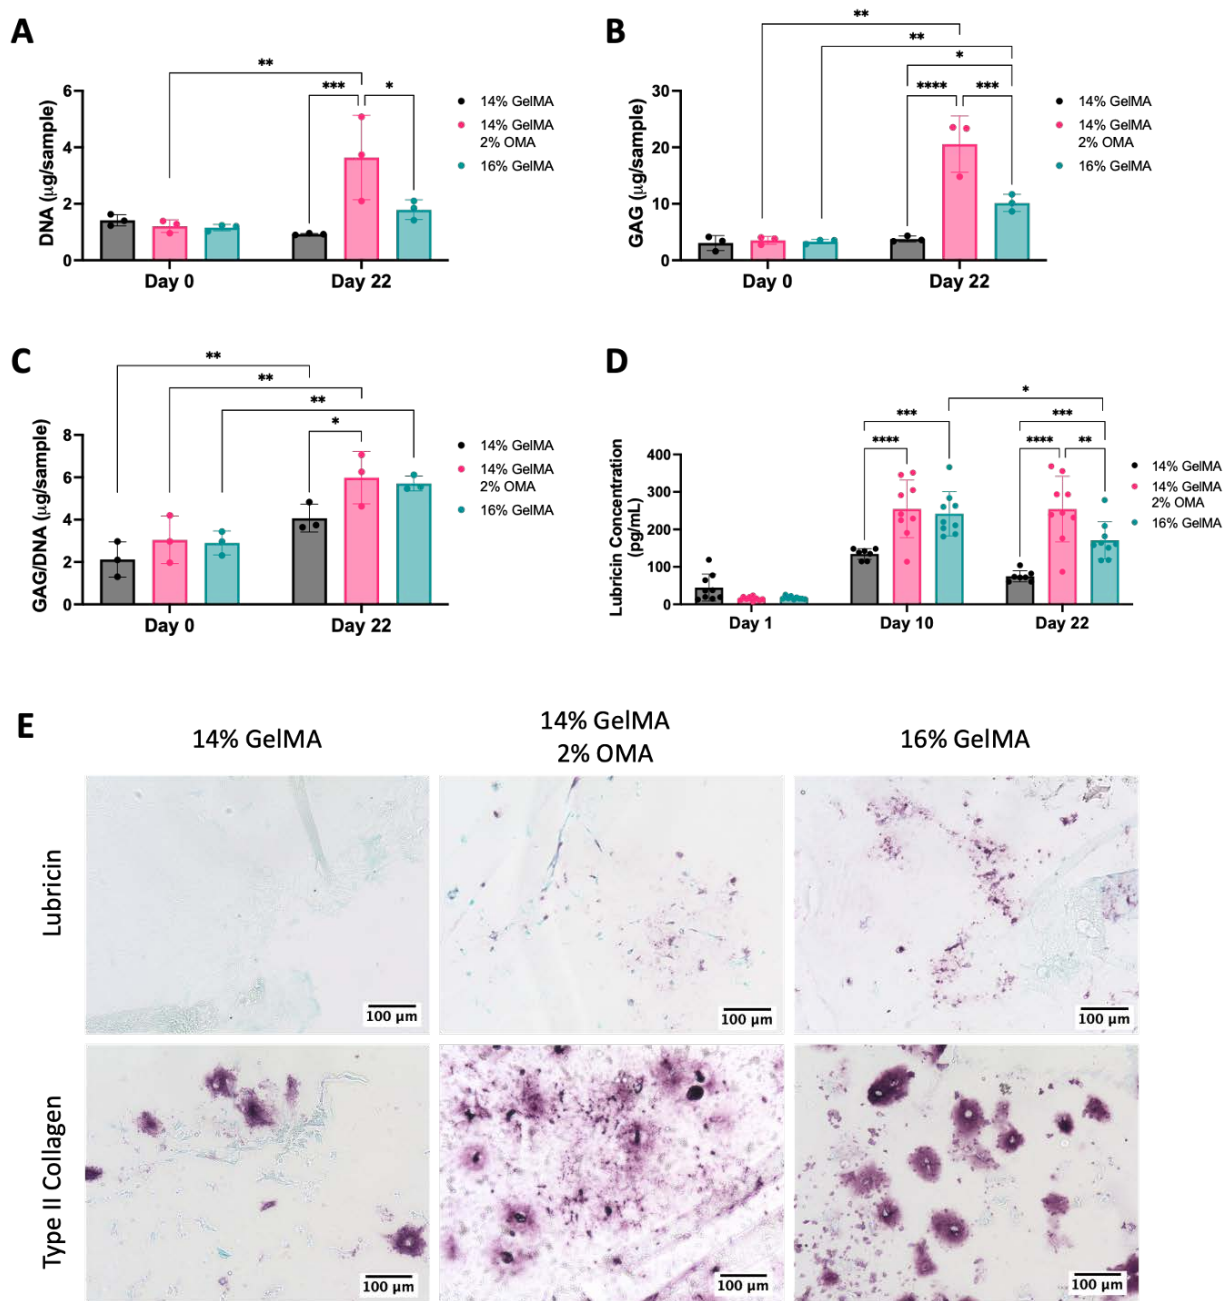 A
**
***
*
6
4
2
0
DNA (µg/sample)
Day 0
Day 22
14% GelMA
14% GelMA
2% OMA
16% GelMA
B
**
**
*
****
***
30
20
10
0
GAG (µg/sample)
Day 0
Day 22
14% GelMA
14% GelMA
2% OMA
16% GelMA
C
**
**
**
*
8
6
4
2
0
GAG/DNA (µg/sample)
Day 0
Day 22
14% GelMA
14% GelMA
2% OMA
16% GelMA
D
*
***
***
****
****
**
400
300
200
100
0
Lubricin Concentration
(pg/mL)
Day 1
Day 10
Day 22
14% GelMA
14% GelMA
2% OMA
16% GelMA
E
14% GelMA
14% GelMA
2% OMA
16% GelMA
Lubricin
100 µm
100 µm
100 µm
Type II Collagen
100 µm
100 µm
100 µm